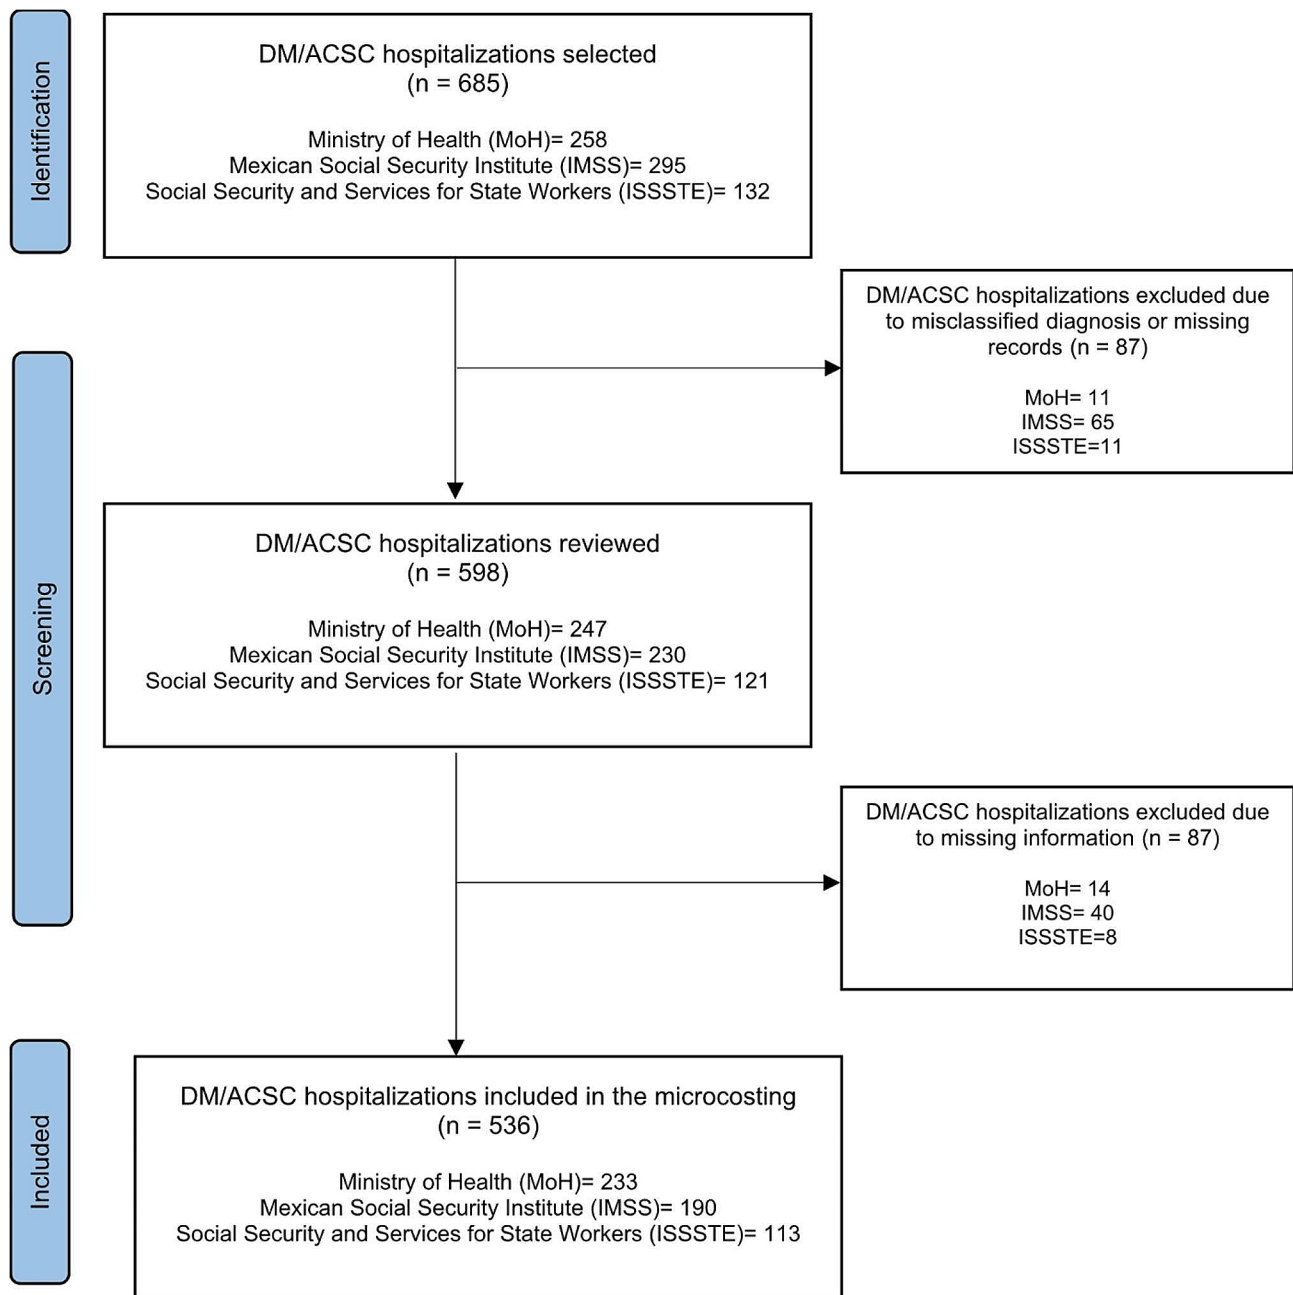 Identification
DM/ACSC hospitalizations selected
(n = 685)
Ministry of Health (MoH)= 258
Mexican Social Security Institute (IMSS)= 295
Social Security and Services for State Workers (ISSSTE)= 132
DM/ACSC hospitalizations excluded due
to misclassified diagnosis or missing
records (n = 87)
MoH= 11
IMSS= 65
ISSSTE=11
Screening
DM/ACSC hospitalizations reviewed
(n = 598)
Ministry of Health (MoH)= 247
Mexican Social Security Institute (IMSS)= 230
Social Security and Services for State Workers (ISSSTE)= 121
DM/ACSC hospitalizations excluded due
to missing information (n = 87)
MoH= 14
IMSS= 40
ISSSTE=8
Included
DM/ACSC hospitalizations included in the microcosting
(n = 536)
Ministry of Health (MoH)= 233
Mexican Social Security Institute (IMSS)= 190
Social Security and Services for State Workers (ISSSTE)= 113